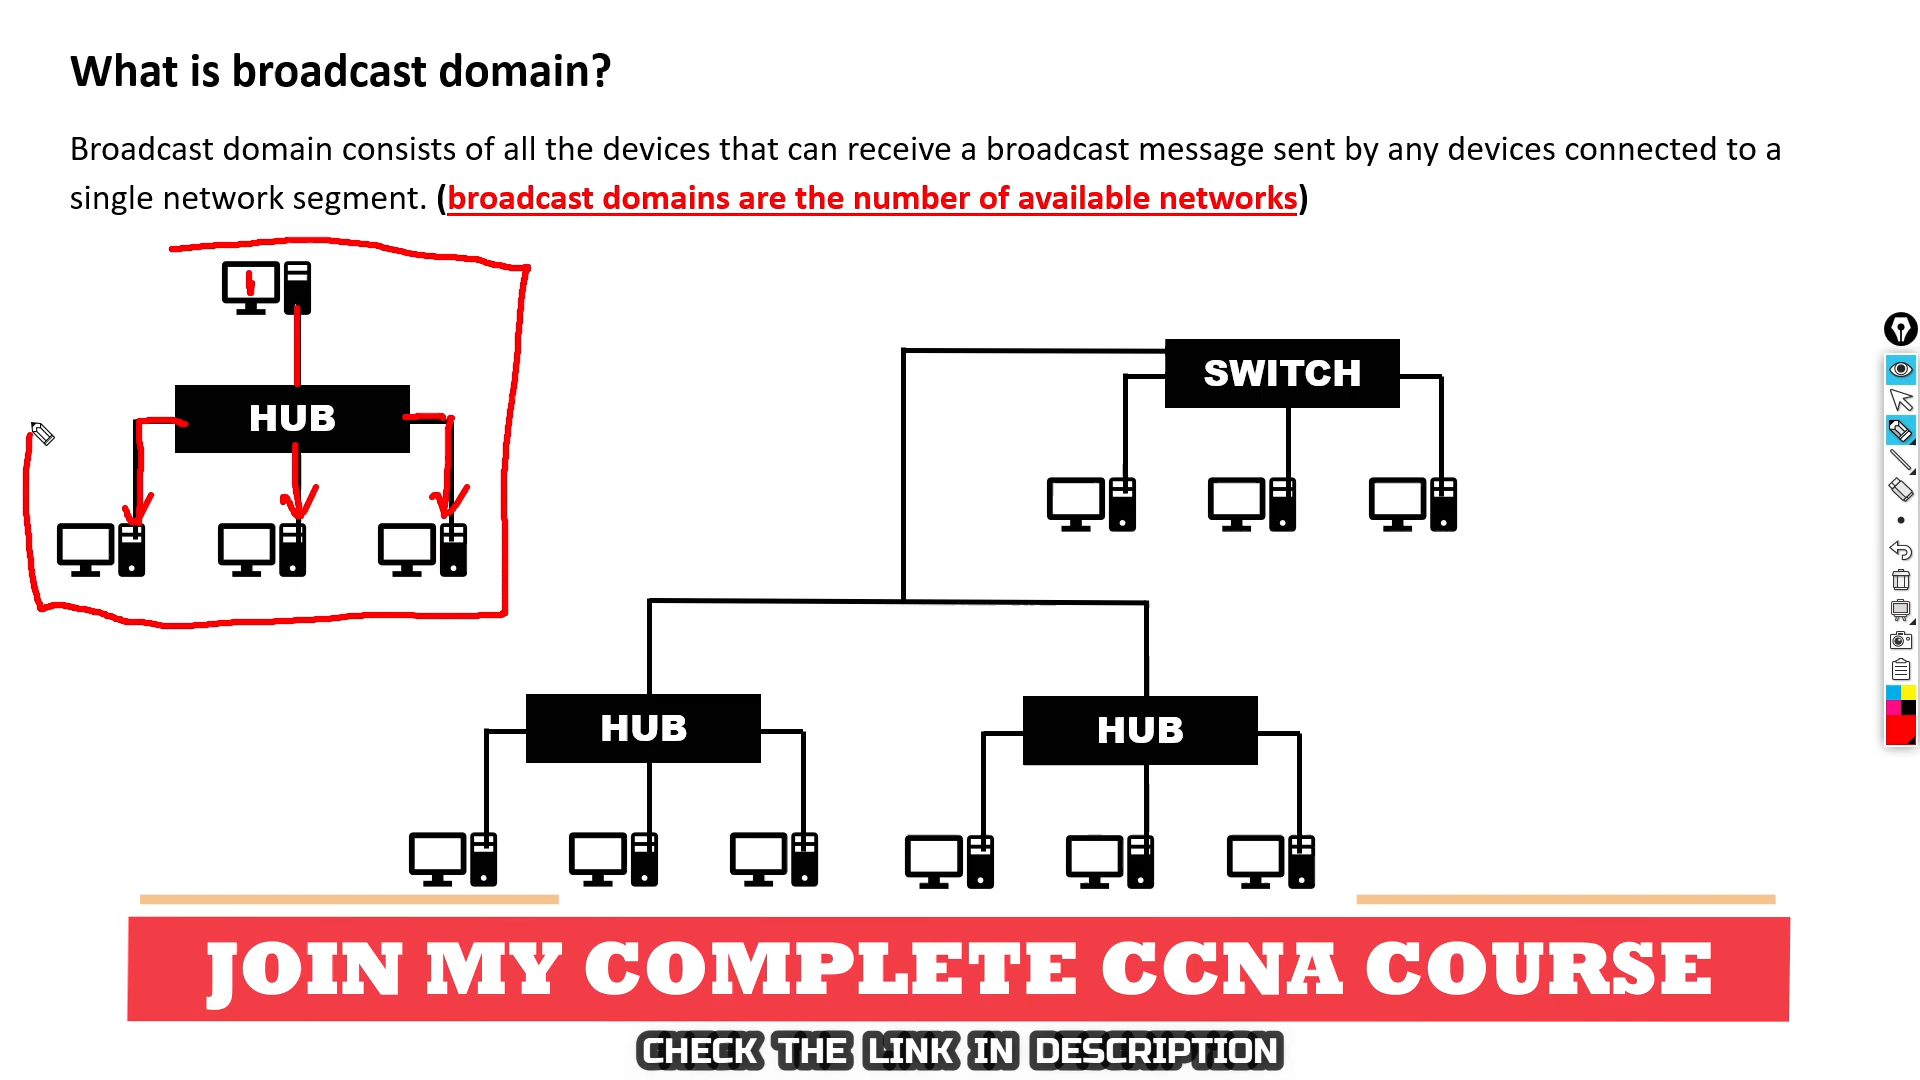 What is broadcast domain?
Broadcast domain consists of all the devices that can receive a broadcast message sent by any devices connected to a
single network segment. (broadcast domains are the number of available networks)
HUB
SWITCH
HUB
HUB
JOIN MY COMPLETE CCNA COURSE
CHECK THE LINK IN DESCRIPTION